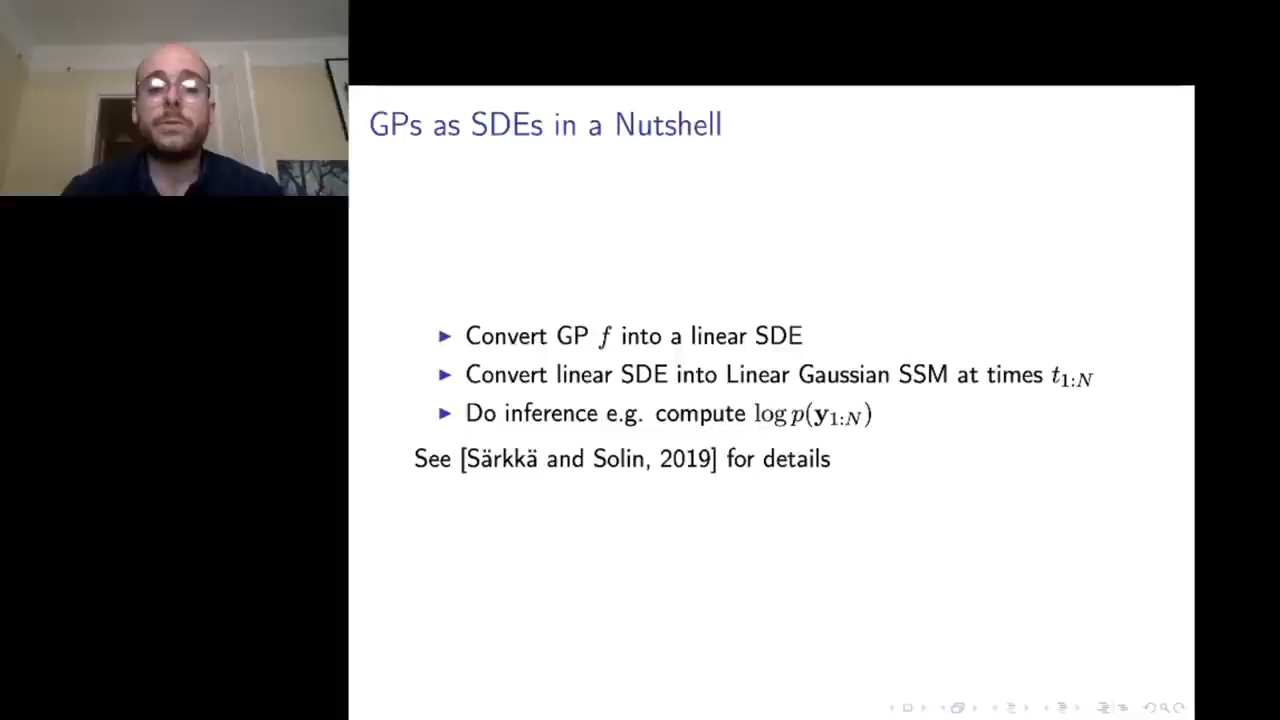 GPs as SDEs in a Nutshell
▶ Convert GP f into a linear SDE
▶ Convert linear SDE into Linear Gaussian SSM at times t₁:N
▶ Do inference e.g. compute log p(y₁:N)
See [Särkkä and Solin, 2019] for details